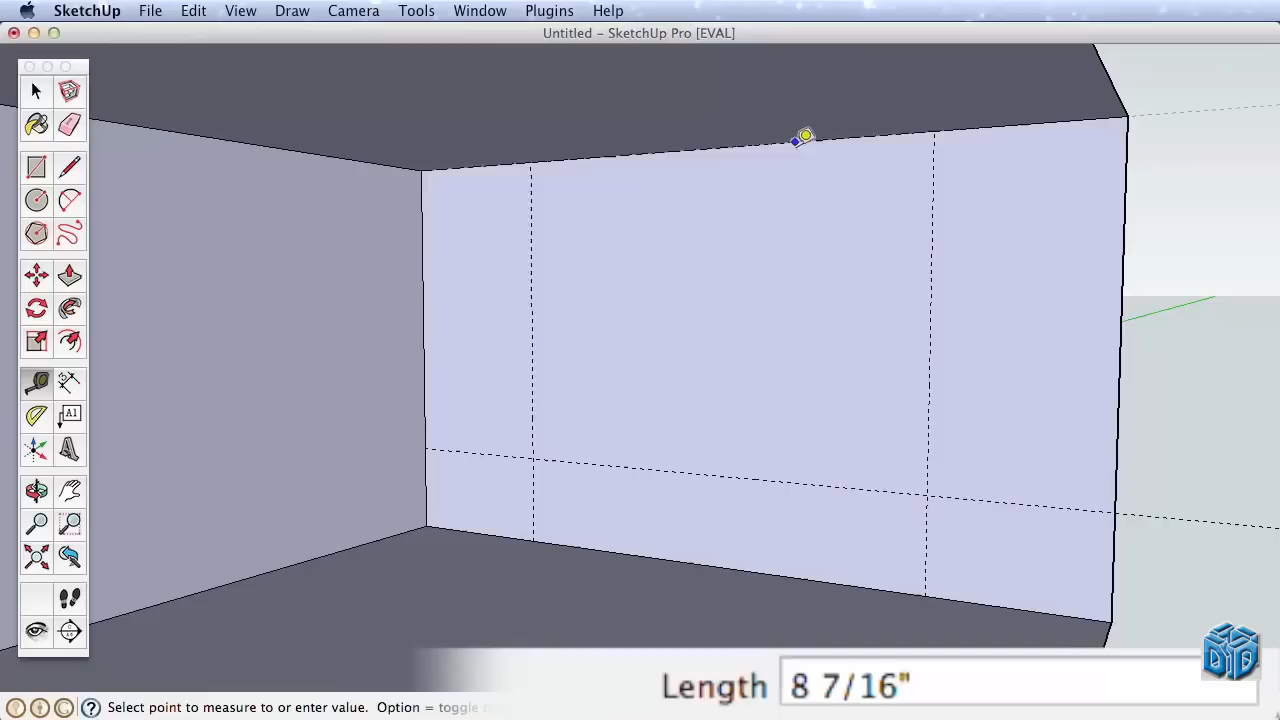 SketchUp File Edit View Draw Camera Tools Window Plugins Help
Untitled – SketchUp Pro [EVAL]
A1
Length 8 7/16"
Select point to measure to or enter value. Option = toggle